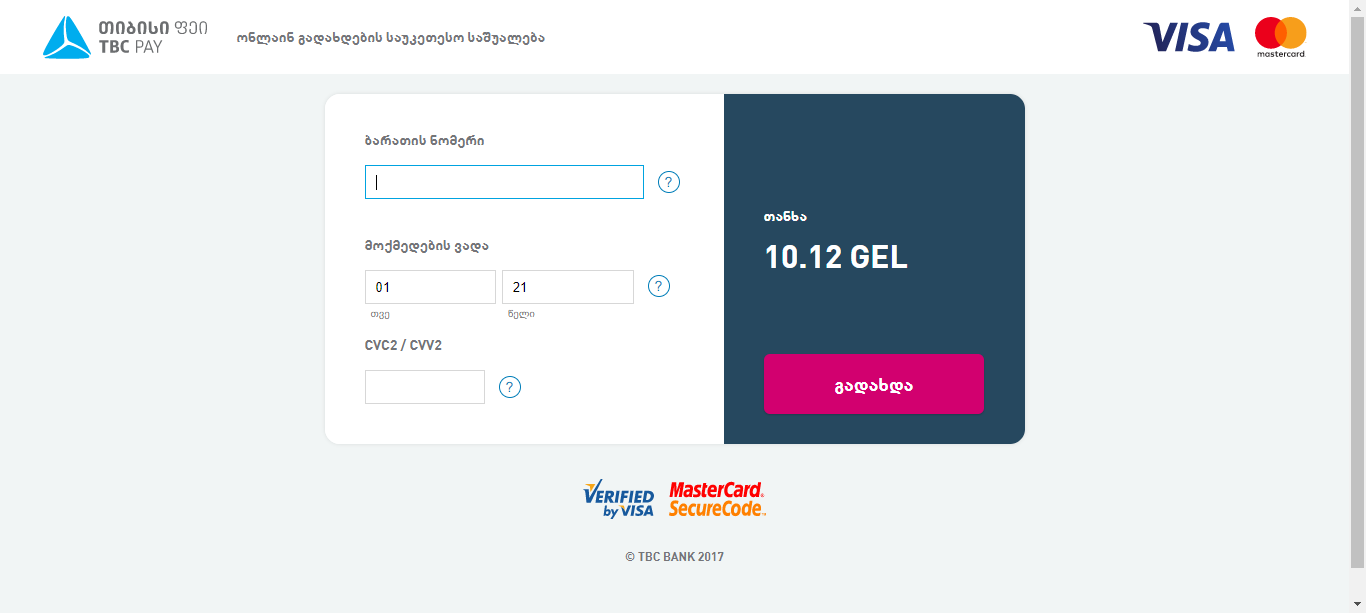 თიბისი ფეი
TBC PAY
ონლაინ გადახდების საუკეთესო საშუალება
VISA
mastercard
ბარათის ნომერი
?
მოქმედების ვადა
01
21
?
თვე
წელი
CVC2 / CVV2
?
თანხა
10.12 GEL
გადახდა
VERIFIED
by VISA
MasterCard
SecureCode
© TBC BANK 2017